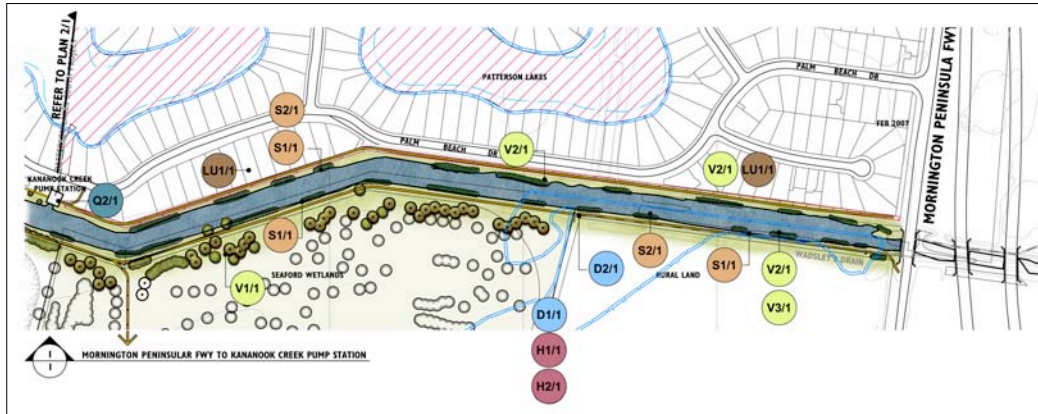 REFER TO PLAN 2/1
KANANOOK CREEK
PUMP STATION
Q2/1
LU1/1
S2/1
S1/1
S1/1
V1/1
SEAFORD WETLANDS
PATTERSON LAKES
PALM BEACH DR
V2/1
PALM BEACH DR
FEB 2007
V2/1
LU1/1
MORNINGTON PENINSULA FWY
D2/1
S2/1
RURAL LAND
S1/1
WADSLEY'S DRAIN
V2/1
V3/1
D1/1
H1/1
H2/1
1
1
MORNINGTON PENINSULAR FWY TO KANANOOK CREEK PUMP STATION